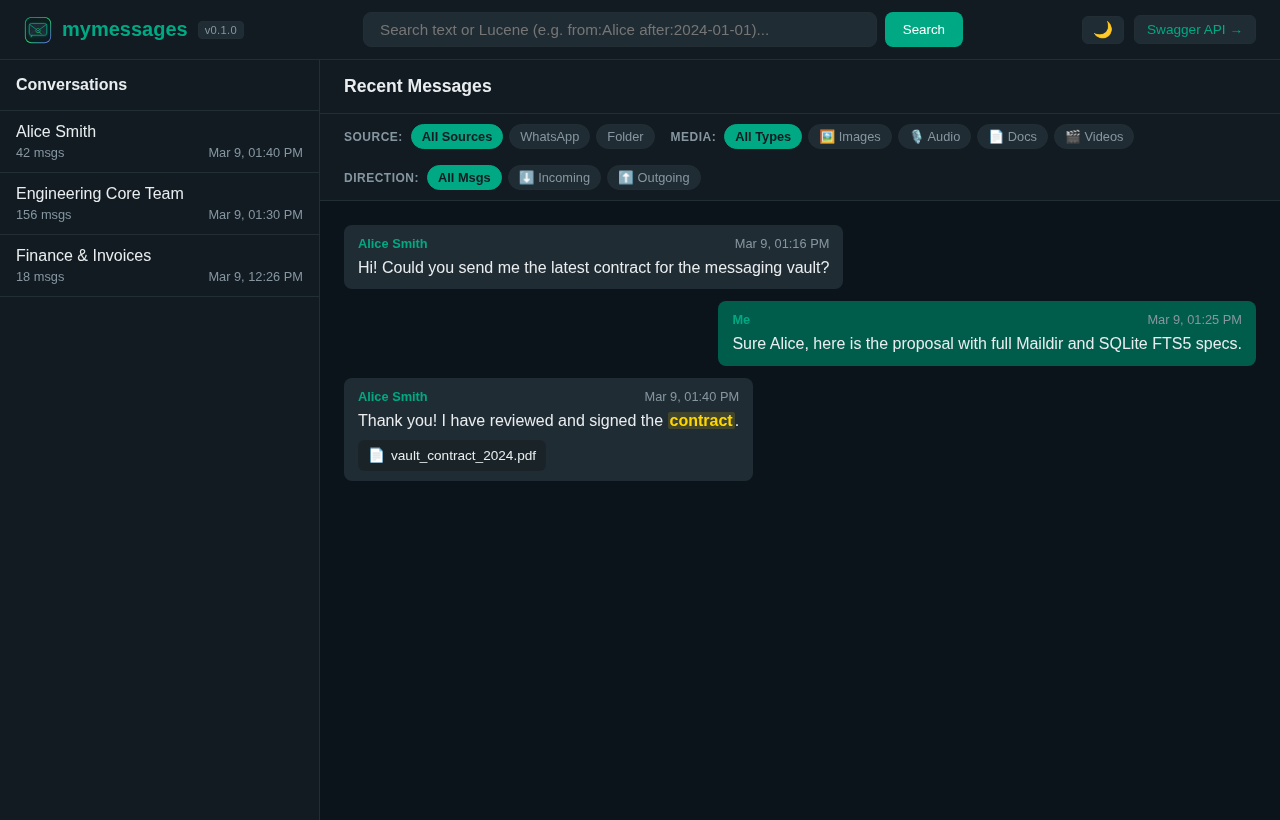 mymessages v0.1.0
Search text or Lucene (e.g. from:Alice after:2024-01-01)... Search
Swagger API →
Conversations
Alice Smith
42 msgs Mar 9, 01:40 PM
Engineering Core Team
156 msgs Mar 9, 01:30 PM
Finance & Invoices
18 msgs Mar 9, 12:26 PM
Recent Messages
SOURCE: All Sources WhatsApp Folder MEDIA: All Types Images Audio Docs Videos
DIRECTION: All Msgs Incoming Outgoing
Alice Smith Mar 9, 01:16 PM
Hi! Could you send me the latest contract for the messaging vault?
Me Mar 9, 01:25 PM
Sure Alice, here is the proposal with full Maildir and SQLite FTS5 specs.
Alice Smith Mar 9, 01:40 PM
Thank you! I have reviewed and signed the contract.
vault_contract_2024.pdf